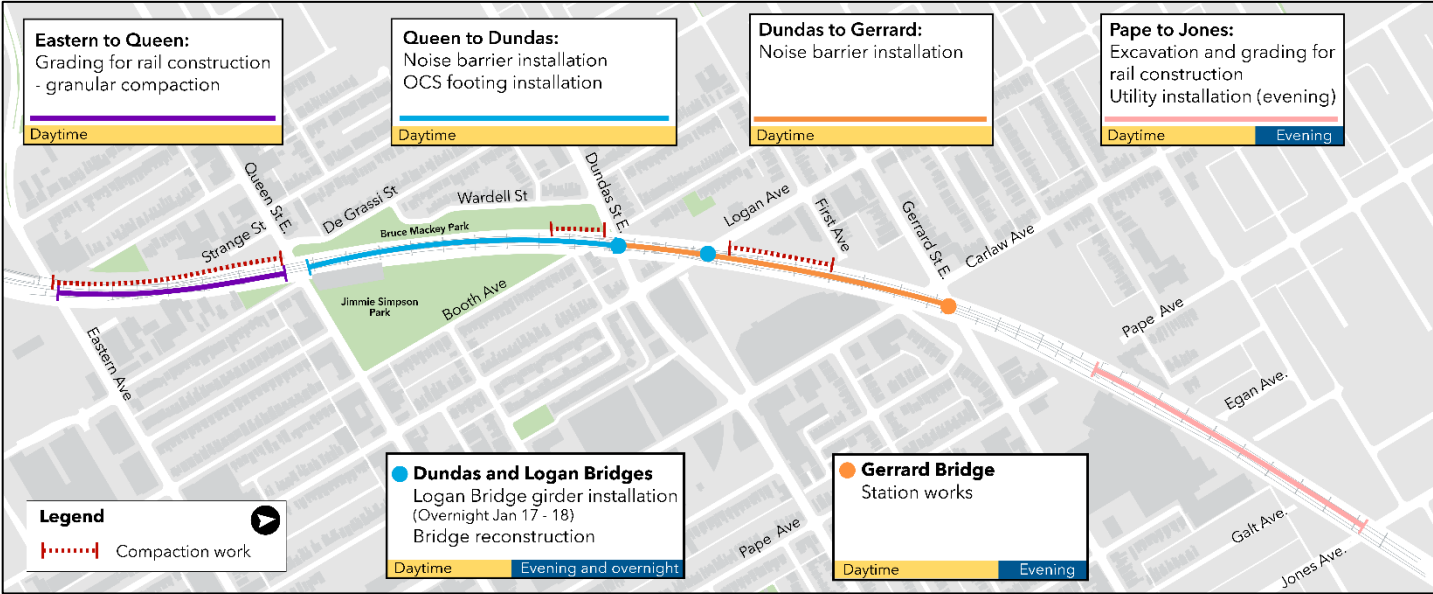 Eastern to Queen:
Grading for rail construction
- granular compaction
Daytime
Queen to Dundas:
Noise barrier installation
OCS footing installation
Daytime
Dundas to Gerrard:
Noise barrier installation
Daytime
Pape to Jones:
Excavation and grading for
rail construction
Utility installation (evening)
Daytime
Evening
Queen St E.
Strange St
De Grassi St
Wardell St
Dundas St E.
Bruce Mackey Park
Logan Ave
First Ave
Gerrard St E.
Carlaw Ave
Jimmie Simpson
Park
Booth Ave
Eastern Ave
Pape Ave
Egan Ave.
Galt Ave.
Jones Ave.
Pape Ave
Legend
Compaction work
Dundas and Logan Bridges
Logan Bridge girder installation
(Overnight Jan 17 - 18)
Bridge reconstruction
Daytime
Evening and overnight
Gerrard Bridge
Station works
Daytime
Evening